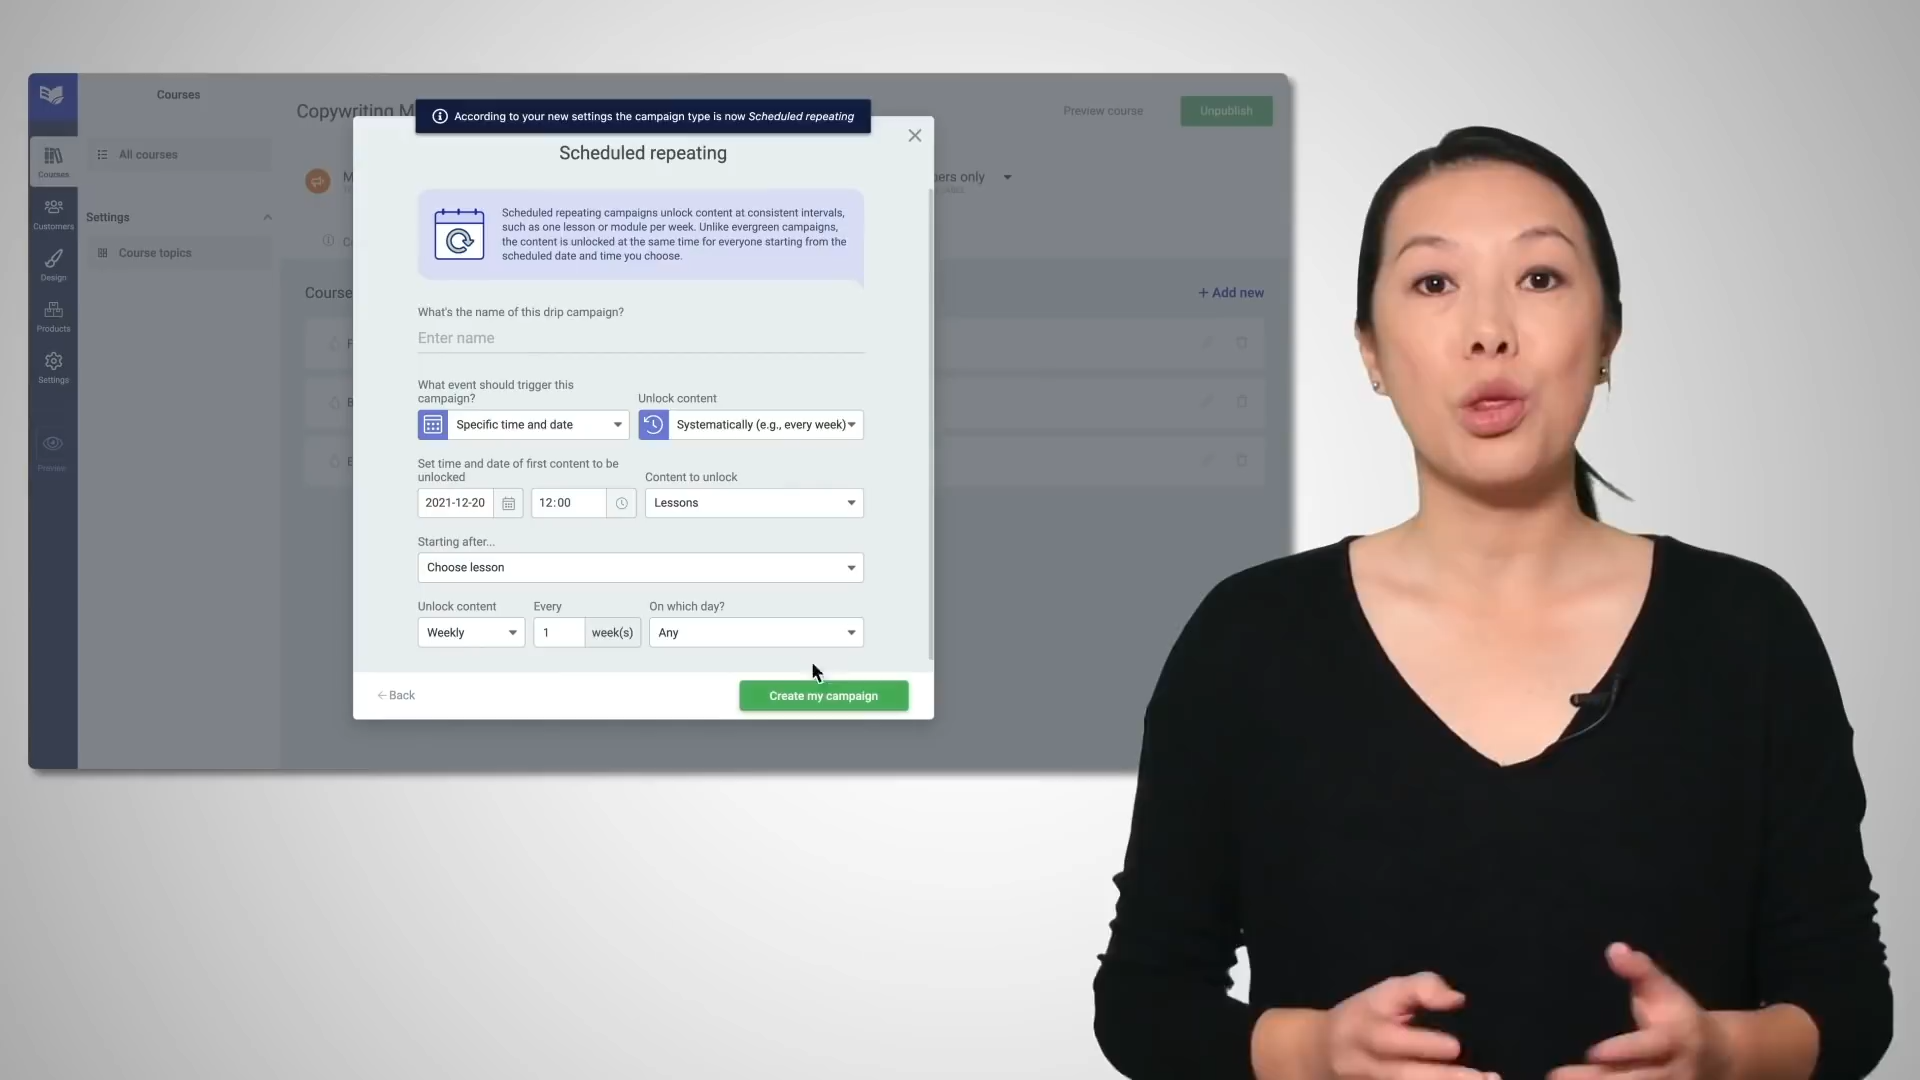 Courses
Copywriting M
Preview course
Unpublish
According to your new settings the campaign type is now Scheduled repeating
Scheduled repeating
All courses
Courses
M
bers only
Settings
Customers
Course topics
Design
Scheduled repeating campaigns unlock content at consistent intervals,
such as one lesson or module per week. Unlike evergreen campaigns,
the content is unlocked at the same time for everyone starting from the
scheduled date and time you choose.
Course
+ Add new
Products
Settings
Preview
What's the name of this drip campaign?
Enter name
What event should trigger this
campaign?
Unlock content
Specific time and date
Systematically (e.g., every week)
Set time and date of first content to be
unlocked
Content to unlock
2021-12-20
12:00
Lessons
Starting after...
Choose lesson
Unlock content
Every
On which day?
Weekly
1
week(s)
Any
Back
Create my campaign